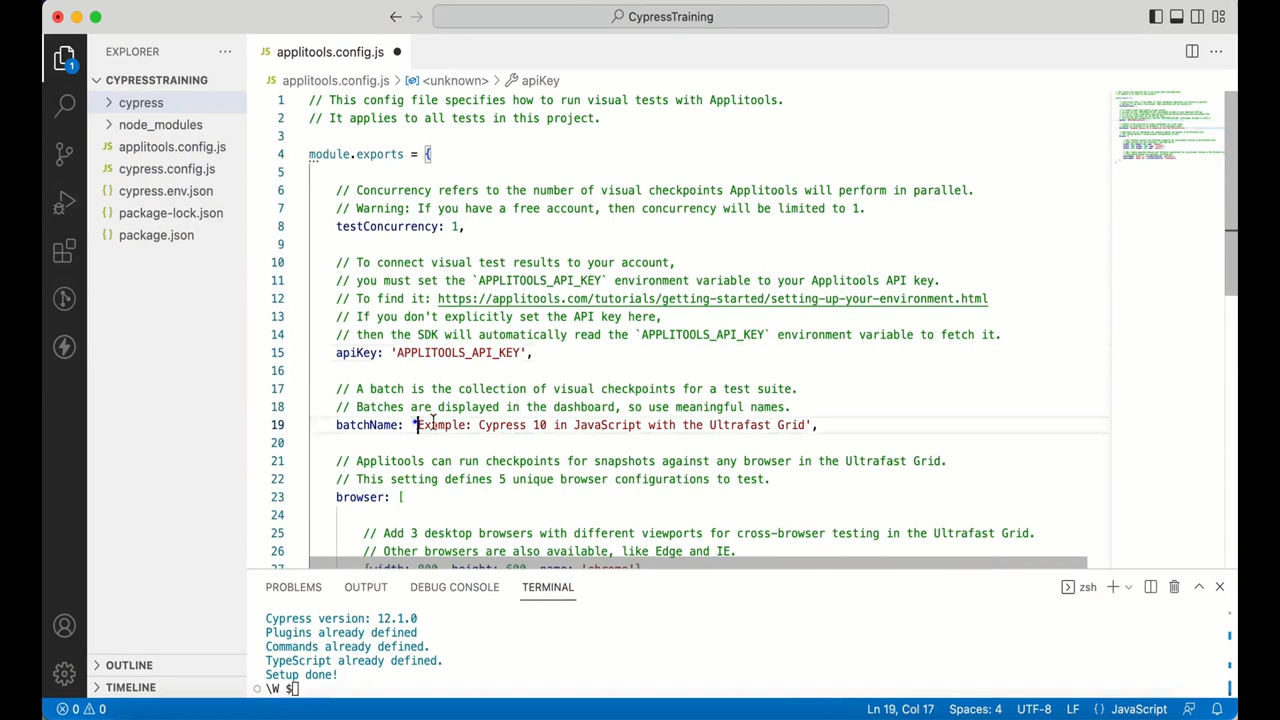 CypressTraining
EXPLORER
CYPRESSTRAINING
cypress
node_modules
JS applitools.config.js
JS cypress.config.js
{} cypress.env.json
{} package-lock.json
{} package.json
OUTLINE
TIMELINE
1
JS applitools.config.js
JS applitools.config.js > <unknown> > apiKey
1 // This config file specifies how to run visual tests with Applitools.
2 // It applies to all tests in this project.
3
4 module.exports = {
5
6 // Concurrency refers to the number of visual checkpoints Applitools will perform in parallel.
7 // Warning: If you have a free account, then concurrency will be limited to 1.
8 testConcurrency: 1,
9
10 // To connect visual test results to your account,
11 // you must set the `APPLITOOLS_API_KEY` environment variable to your Applitools API key.
12 // To find it: https://applitools.com/tutorials/getting-started/setting-up-your-environment.html
13 // If you don't explicitly set the API key here,
14 // then the SDK will automatically read the `APPLITOOLS_API_KEY` environment variable to fetch it.
15 apiKey: 'APPLITOOLS_API_KEY',
16
17 // A batch is the collection of visual checkpoints for a test suite.
18 // Batches are displayed in the dashboard, so use meaningful names.
19 batchName: 'Example: Cypress 10 in JavaScript with the Ultrafast Grid',
20
21 // Applitools can run checkpoints for snapshots against any browser in the Ultrafast Grid.
22 // This setting defines 5 unique browser configurations to test.
23 browser: [
24
25 // Add 3 desktop browsers with different viewports for cross-browser testing in the Ultrafast Grid.
26 // Other browsers are also available, like Edge and IE.
27 {width: 800, height: 600, name: 'chrome'},
PROBLEMS OUTPUT DEBUG CONSOLE TERMINAL zsh
Cypress version: 12.1.0
Plugins already defined
Commands already defined.
TypeScript already defined.
Setup done!
\W $
0 0 Ln 19, Col 17 Spaces: 4 UTF-8 LF {} JavaScript